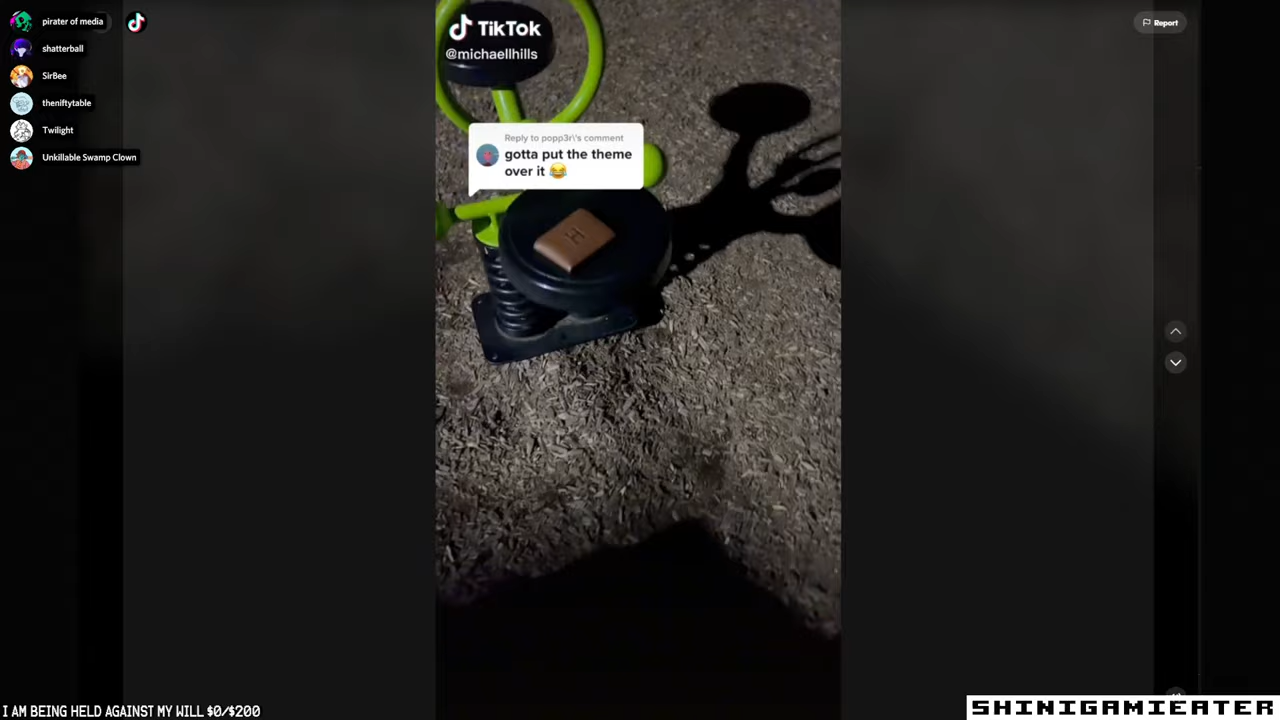 pirater of media
shatterball
SirBee
theniftytable
Twilight
Unkillable Swamp Clown
TikTok
@michaellhills
Reply to popp3r\'s comment
gotta put the theme
over it 😂
Report
I AM BEING HELD AGAINST MY WILL $0/$200
SHINIGAMIEATER